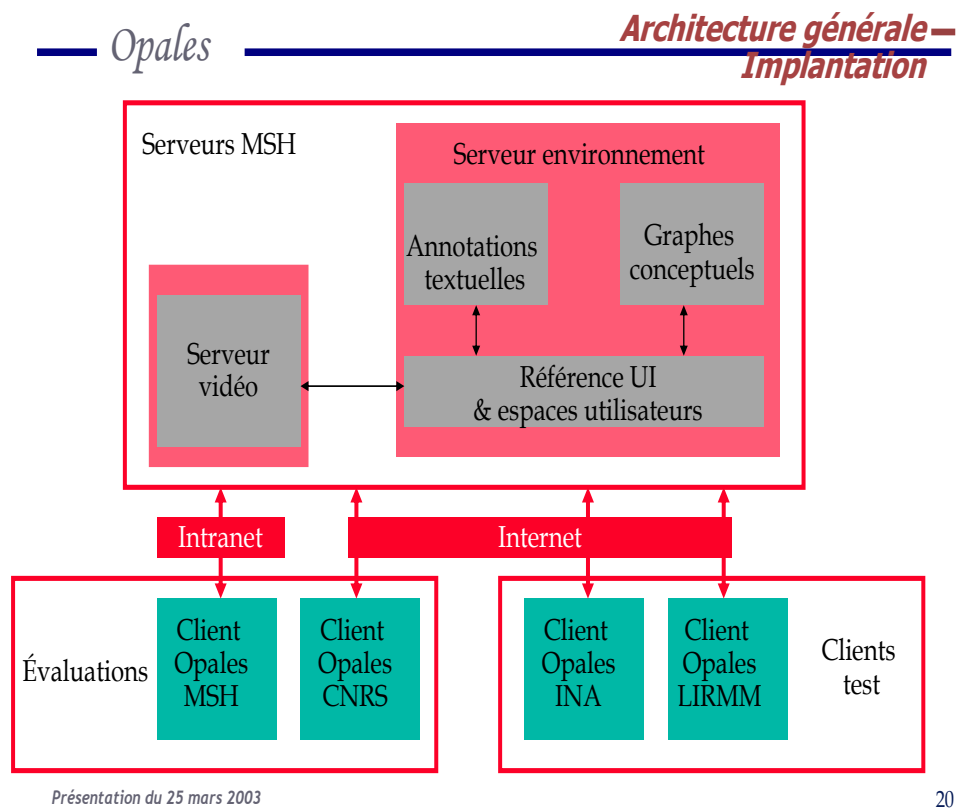 Opales
Architecture générale
Implantation
Serveurs MSH
Serveur environnement
Annotations
textuelles
Graphes
conceptuels
Serveur
vidéo
Référence UI
& espaces utilisateurs
Intranet
Internet
Évaluations
Client
Opales
MSH
Client
Opales
CNRS
Client
Opales
INA
Client
Opales
LIRMM
Clients
test
Présentation du 25 mars 2003
20